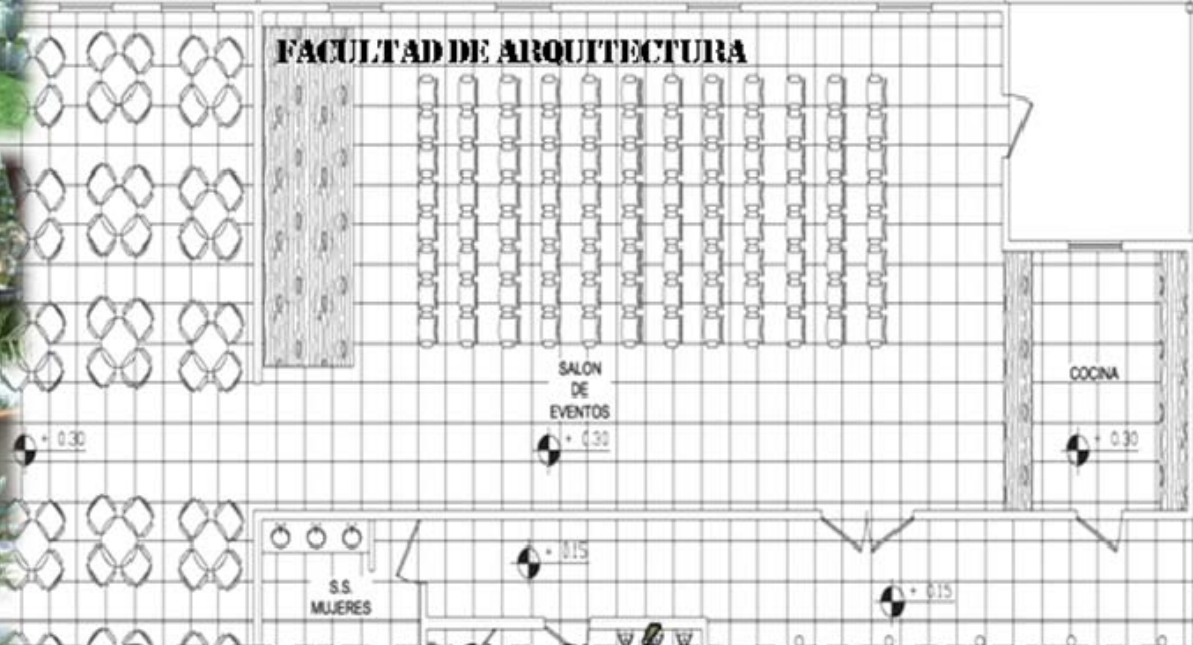 FACULTAD DE ARQUITECTURA
SALON
DE
EVENTOS
COCINA
+ 0.30
+ 0.30
+ 0.30
+ 0.15
+ 0.15
S.S.
MUJERES